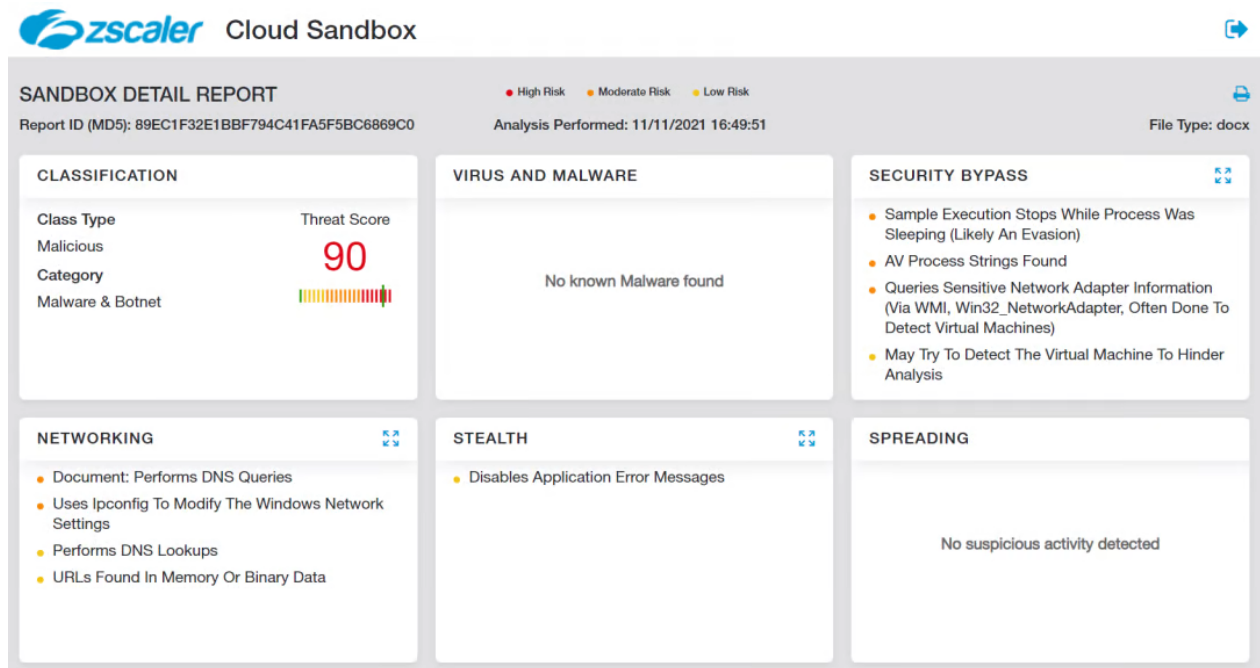 zscaler Cloud Sandbox
SANDBOX DETAIL REPORT
High Risk Moderate Risk Low Risk
Report ID (MD5): 89EC1F32E1BBF794C41FA5F5BC6869C0
Analysis Performed: 11/11/2021 16:49:51
File Type: docx
CLASSIFICATION
Class Type
Malicious
Category
Malware & Botnet
Threat Score
90
VIRUS AND MALWARE
No known Malware found
SECURITY BYPASS
Sample Execution Stops While Process Was
Sleeping (Likely An Evasion)
AV Process Strings Found
Queries Sensitive Network Adapter Information
(Via WMI, Win32_NetworkAdapter, Often Done To
Detect Virtual Machines)
May Try To Detect The Virtual Machine To Hinder
Analysis
NETWORKING
Document: Performs DNS Queries
Uses Ipconfig To Modify The Windows Network
Settings
Performs DNS Lookups
URLs Found In Memory Or Binary Data
STEALTH
Disables Application Error Messages
SPREADING
No suspicious activity detected